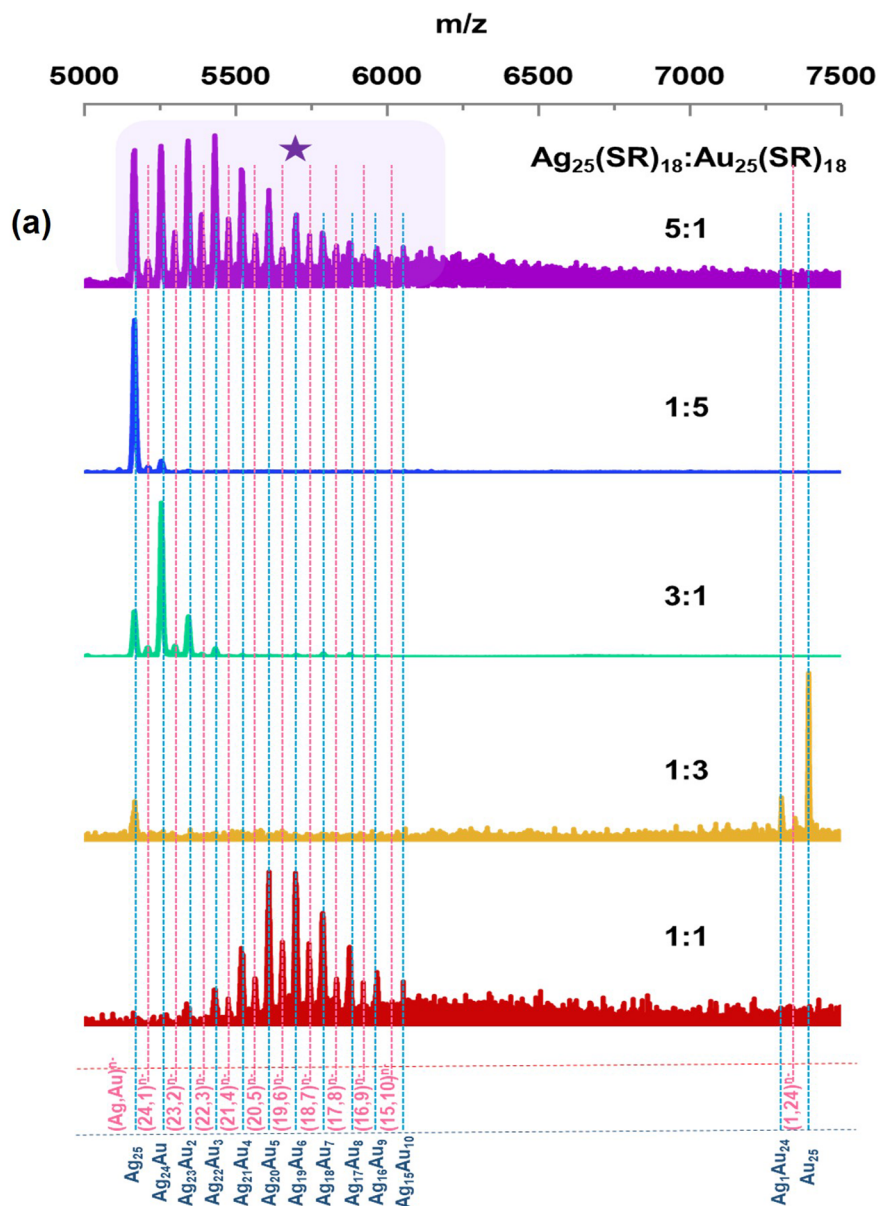 m/z
5000 5500 6000 6500 7000 7500
Ag₂₅(SR)₁₈:Au₂₅(SR)₁₈
(a)
5:1
1:5
3:1
1:3
1:1
(Ag,Au)ⁿ⁻
(24,1)ⁿ⁻
(23,2)ⁿ⁻
(22,3)ⁿ⁻
(21,4)ⁿ⁻
(20,5)ⁿ⁻
(19,6)ⁿ⁻
(18,7)ⁿ⁻
(17,8)ⁿ⁻
(16,9)ⁿ⁻
(15,10)ⁿ⁻
(1,24)ⁿ⁻
Ag₂₅
Ag₂₄Au
Ag₂₃Au₂
Ag₂₂Au₃
Ag₂₁Au₄
Ag₂₀Au₅
Ag₁₉Au₆
Ag₁₈Au₇
Ag₁₇Au₈
Ag₁₆Au₉
Ag₁₅Au₁₀
Ag₁Au₂₄
Au₂₅